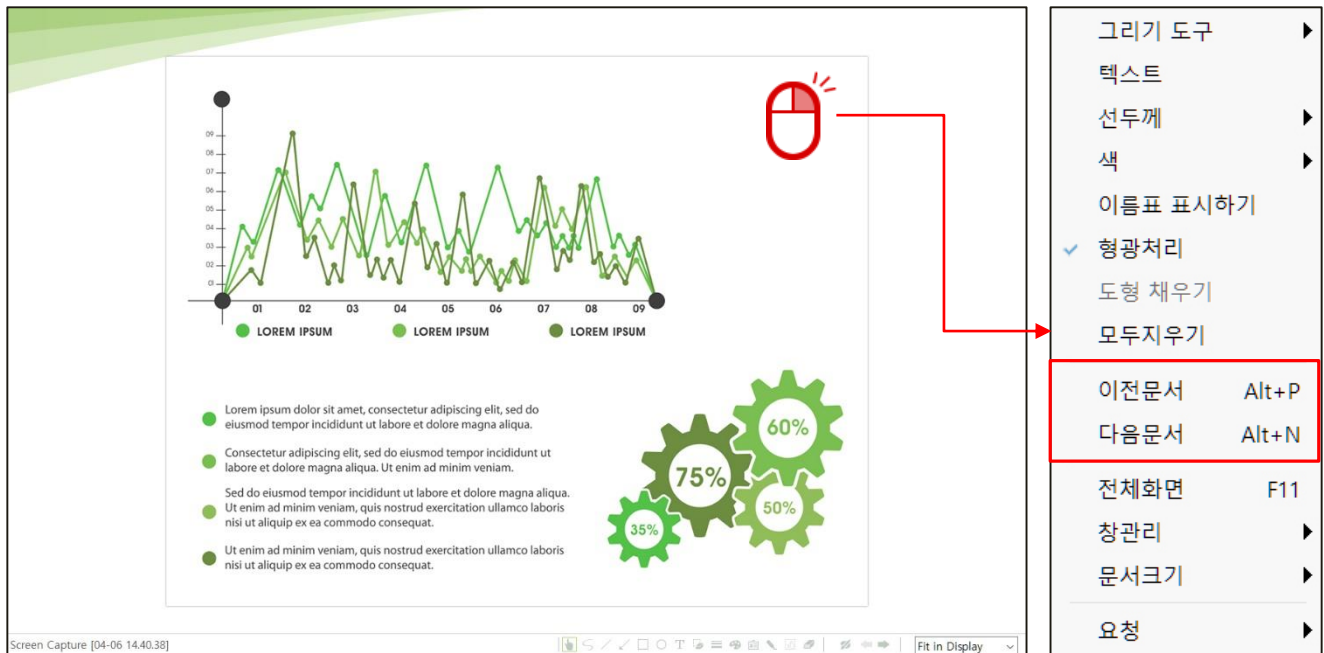 09
08
07
06
05
04
03
02
01
01 02 03 04 05 06 07 08 09
LOREM IPSUM LOREM IPSUM LOREM IPSUM
Lorem ipsum dolor sit amet, consectetur adipiscing elit, sed do
eiusmod tempor incididunt ut labore et dolore magna aliqua.
Consectetur adipiscing elit, sed do eiusmod tempor incididunt ut
labore et dolore magna aliqua. Ut enim ad minim veniam.
Sed do eiusmod tempor incididunt ut labore et dolore magna aliqua.
Ut enim ad minim veniam, quis nostrud exercitation ullamco laboris
nisi ut aliquip ex ea commodo consequat.
Ut enim ad minim veniam, quis nostrud exercitation ullamco laboris
nisi ut aliquip ex ea commodo consequat.
60%
75%
50%
35%
Screen Capture [04-06 14.40.38]
Fit in Display
그리기 도구
텍스트
선두께
색
이름표 표시하기
형광처리
도형 채우기
모두지우기
이전문서 Alt+P
다음문서 Alt+N
전체화면 F11
창관리
문서크기
요청